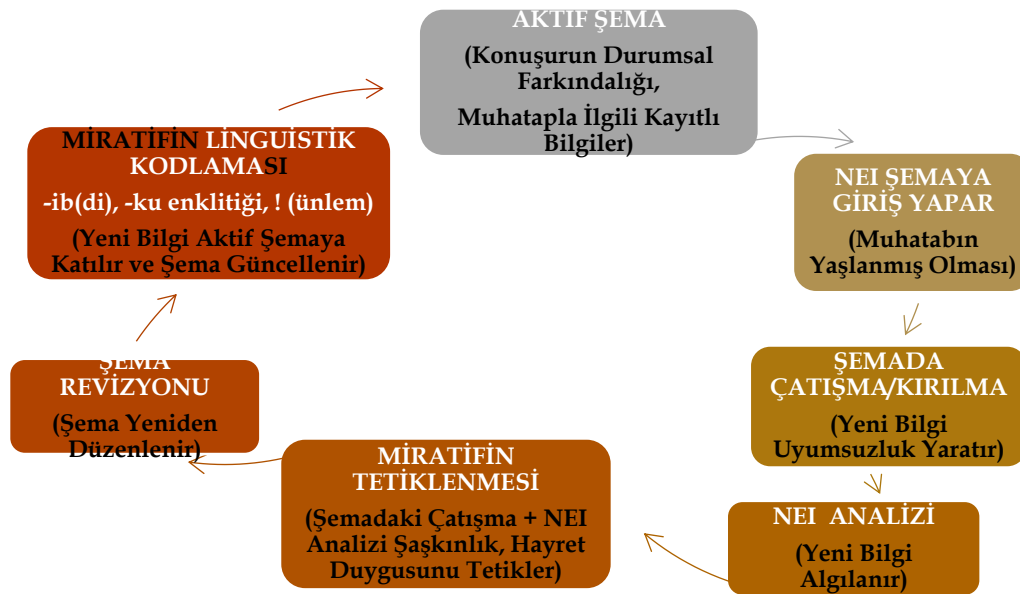 AKTİF ŞEMA
(Konuşurun Durumsal
Farkındalığı,
Muhatapla İlgili Kayıtlı
Bilgiler)
NEI ŞEMAYA
GİRİŞ YAPAR
(Muhatabın
Yaşlanmış Olması)
ŞEMADA
ÇATIŞMA/KIRILMA
(Yeni Bilgi
Uyumsuzluk Yaratır)
NEI ANALİZİ
(Yeni Bilgi
Algılanır)
MİRATİFİN
TETİKLENMESİ
(Şemadaki Çatışma + NEI
Analizi Şaşkınlık, Hayret
Duygusunu Tetikler)
ŞEMA
REVİZYONU
(Şema Yeniden
Düzenlenir)
MİRATİFİN LİNGUISTİK
KODLAMASI
-ib(di), -ku enklitiği, ! (ünlem)
(Yeni Bilgi Aktif Şemaya
Katılır ve Şema Güncellenir)